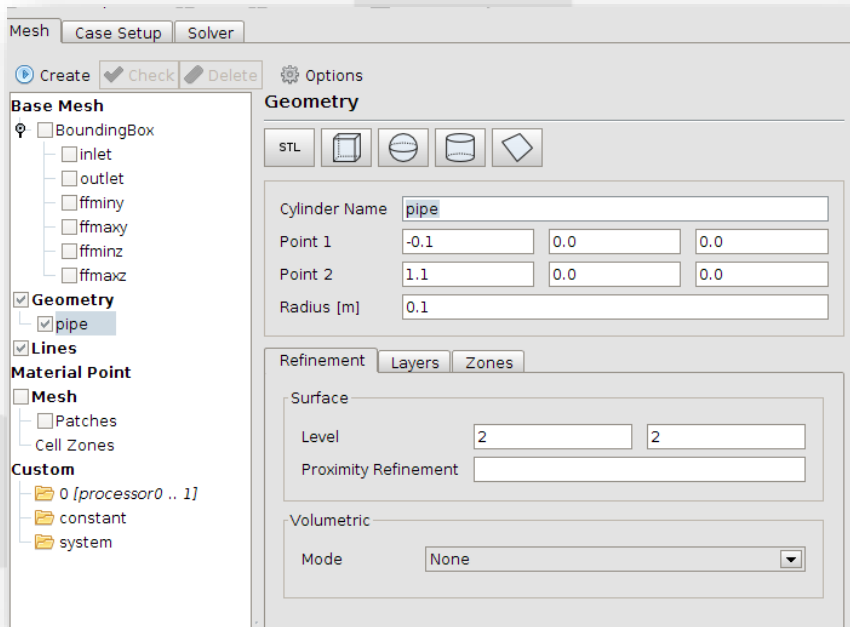 Mesh Case Setup Solver
Create Check Delete Options
Base Mesh
BoundingBox
inlet
outlet
ffminy
ffmaxy
ffminz
ffmaxz
Geometry
pipe
Lines
Material Point
Mesh
Patches
Cell Zones
Custom
0 [processor0 .. 1]
constant
system
Geometry
STL
Cylinder Name pipe
Point 1 -0.1 0.0 0.0
Point 2 1.1 0.0 0.0
Radius [m] 0.1
Refinement Layers Zones
Surface
Level 2 2
Proximity Refinement
Volumetric
Mode None